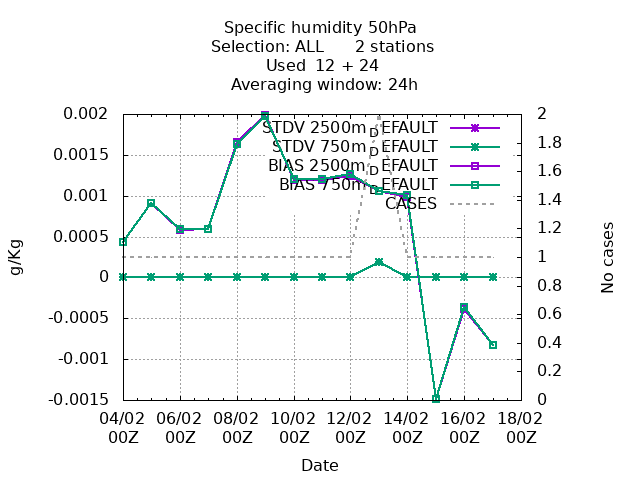 Specific humidity 50hPa
Selection: ALL 2 stations
Used 12 + 24
Averaging window: 24h
0.002
0.0015
0.001
0.0005
0
-0.0005
-0.001
-0.0015
g/Kg
STDV 2500m_DEFAULT
STDV 750m_DEFAULT
BIAS 2500m_DEFAULT
BIAS 750m_DEFAULT
CASES
2
1.8
1.6
1.4
1.2
1
0.8
0.6
0.4
0.2
0
No cases
04/02 06/02 08/02 10/02 12/02 14/02 16/02 18/02
00Z 00Z 00Z 00Z 00Z 00Z 00Z 00Z
Date